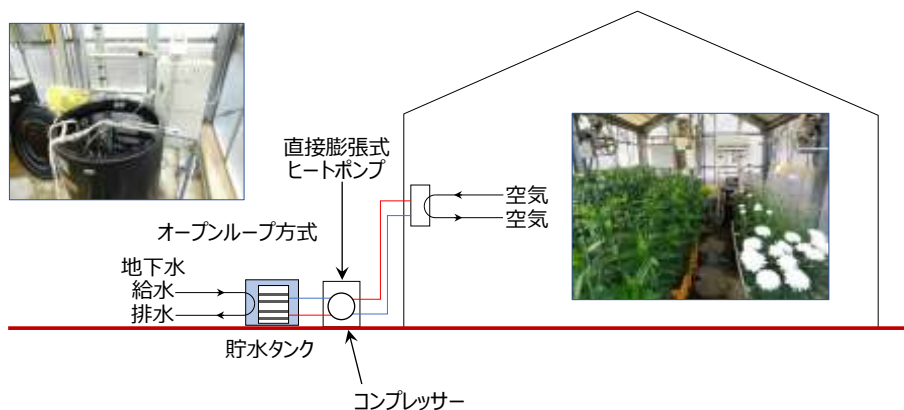 直接膨張式
ヒートポンプ
空気
空気
オープンループ方式
地下水
給水
排水
貯水タンク
コンプレッサー